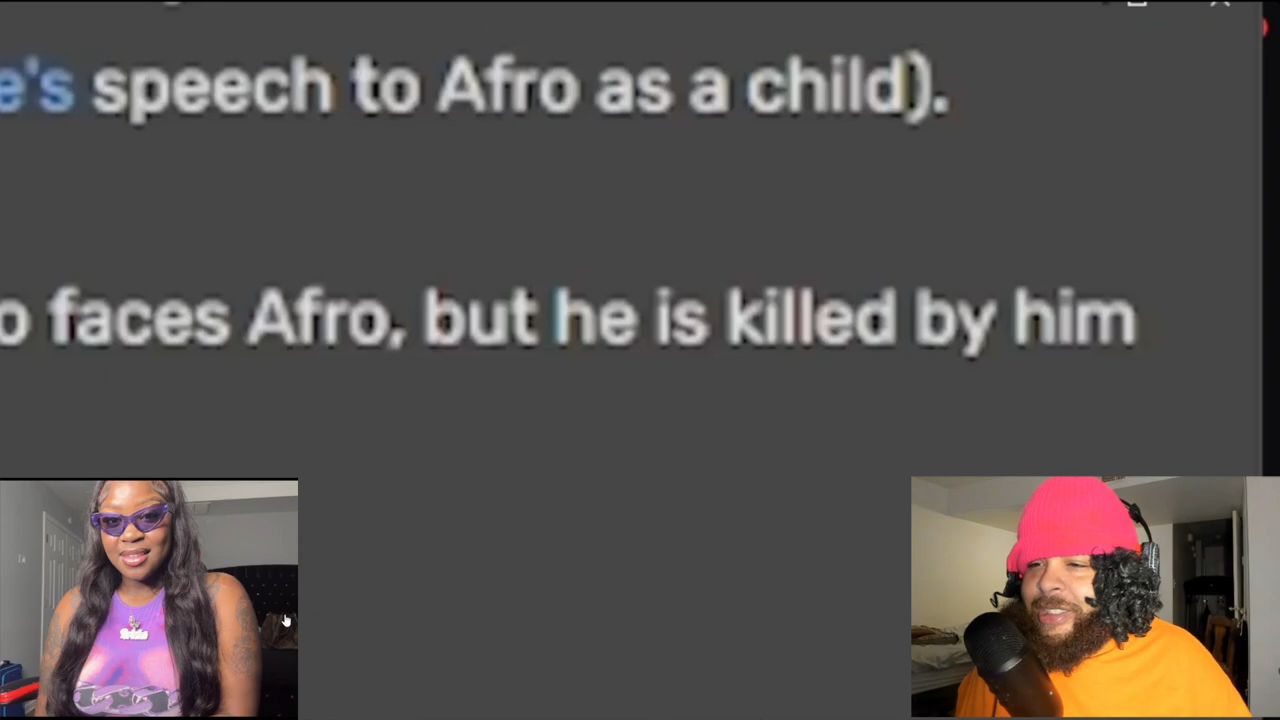 e's speech to Afro as a child).
o faces Afro, but he is killed by him